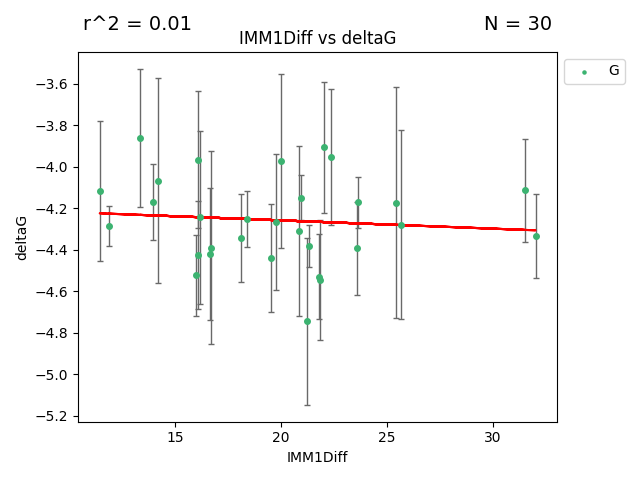 r^2 = 0.01
N = 30
IMM1Diff vs deltaG
G
−3.6
−3.8
−4.0
−4.2
−4.4
−4.6
−4.8
−5.0
−5.2
deltaG
15 20 25 30
IMM1Diff